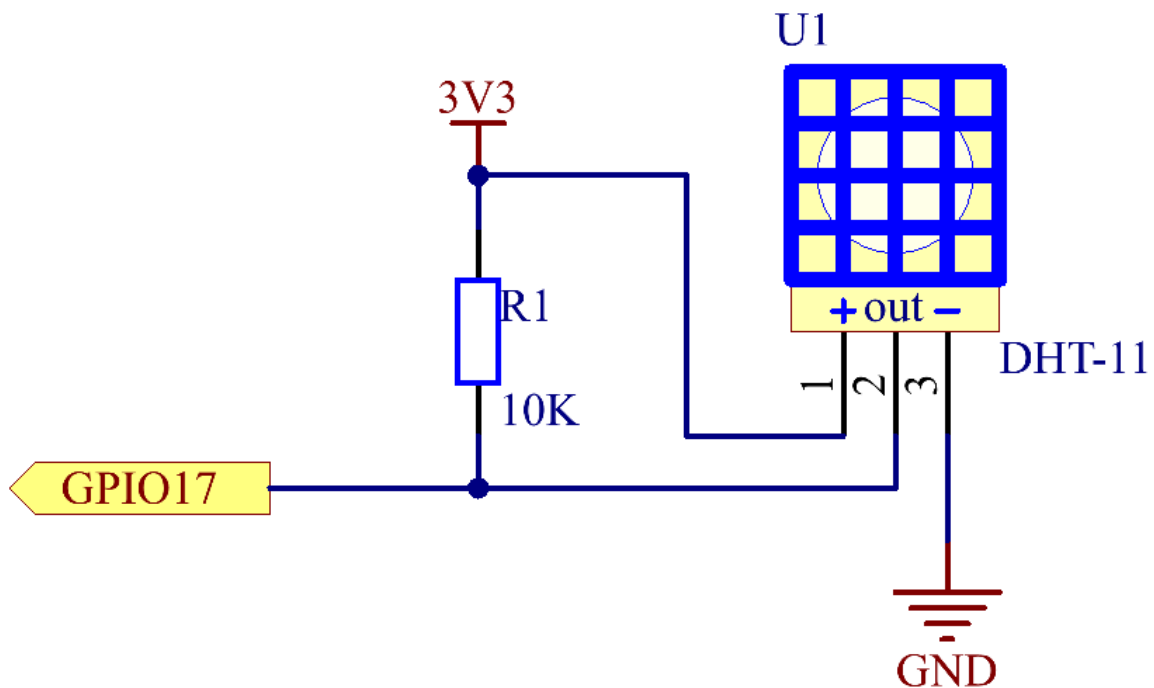 U1
3V3
R1
+ out −
DHT-11
1
2
3
10K
GPIO17
GND